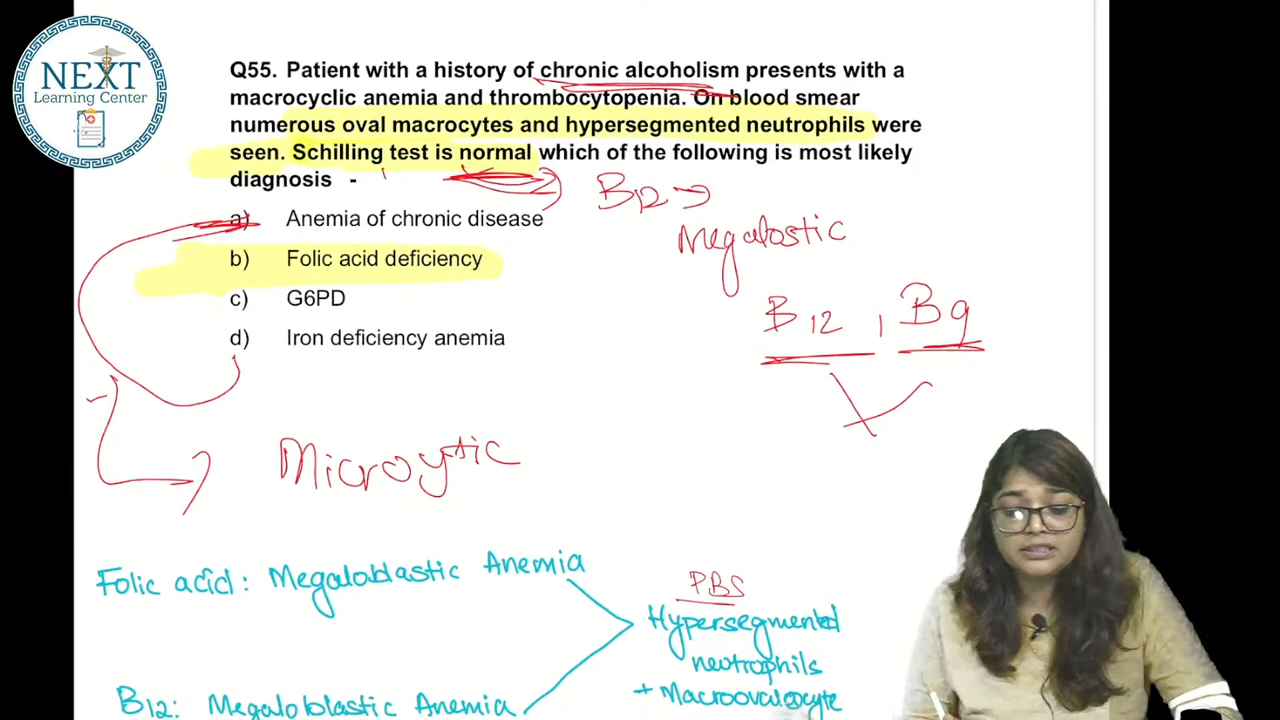 NEXT
Learning Center
Q55. Patient with a history of chronic alcoholism presents with a
macrocyclic anemia and thrombocytopenia. On blood smear
numerous oval macrocytes and hypersegmented neutrophils were
seen. Schilling test is normal which of the following is most likely
diagnosis -
B12 →
a) Anemia of chronic disease
Megalostic
b) Folic acid deficiency
c) G6PD
B12, B9
d) Iron deficiency anemia
Microytic
Folic acid: Megaloblastic Anemia
PBS
Hypersegmented
neutrophils
+ Macroovalocyte
B12: Megaloblastic Anemia